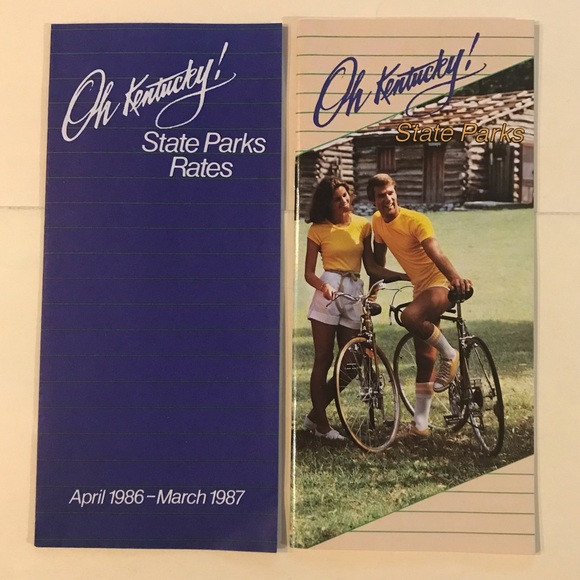 Oh Kentucky!
State Parks
Rates
April 1986–March 1987
Oh Kentucky!
State Parks